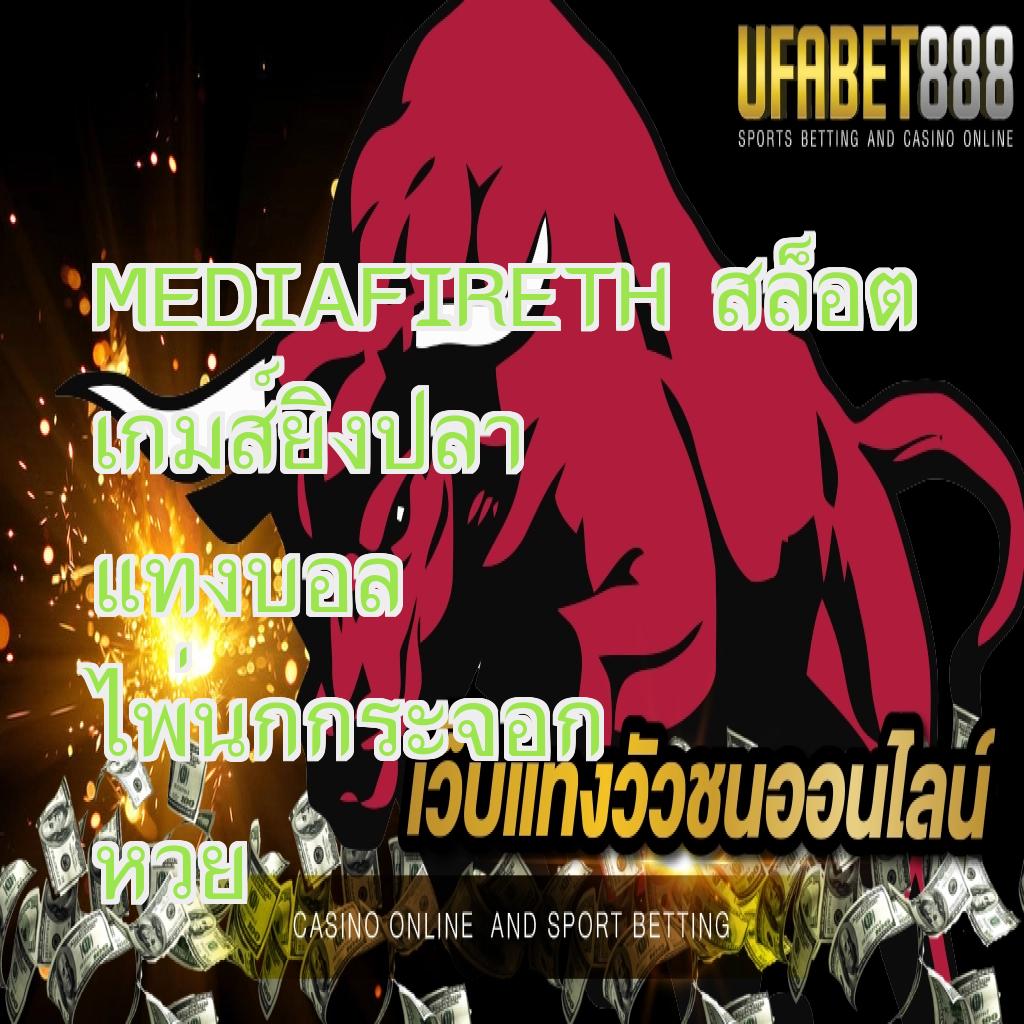 UFABET888
SPORTS BETTING AND CASINO ONLINE
MEDIAFIRETH สล็อต
เกมส์ยิงปลา
แทงบอล
ไพ่นกกระจอก
เว็บแทงวัวชนออนไลน์
หวย
CASINO ONLINE AND SPORT BETTING